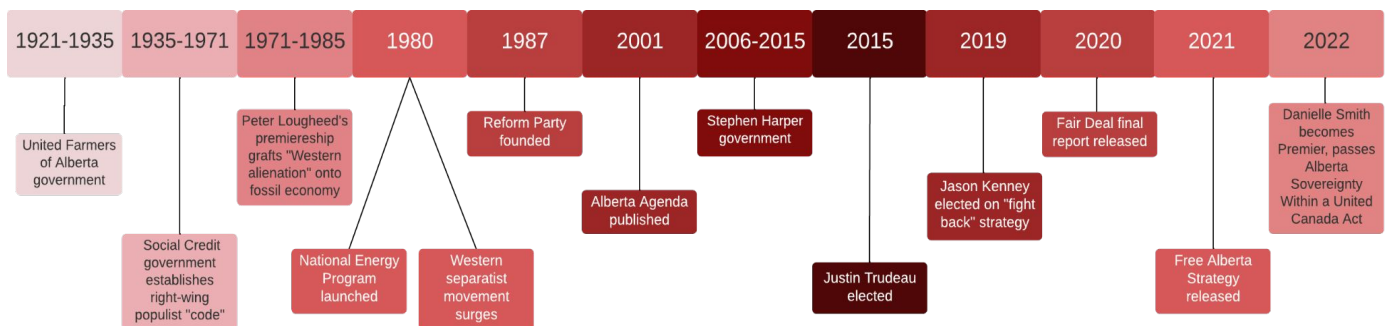 1921-1935
1935-1971
1971-1985
1980
1987
2001
2006-2015
2015
2019
2020
2021
2022
United Farmers
of Alberta
government
Social Credit
government
establishes
right-wing
populist "code"
Peter Lougheed's
premiereship
grafts "Western
alienation" onto
fossil economy
National Energy
Program
launched
Western
separatist
movement
surges
Reform Party
founded
Alberta Agenda
published
Stephen Harper
government
Justin Trudeau
elected
Jason Kenney
elected on "fight
back" strategy
Fair Deal final
report released
Free Alberta
Strategy
released
Danielle Smith
becomes
Premier, passes
Alberta
Sovereignty
Within a United
Canada Act